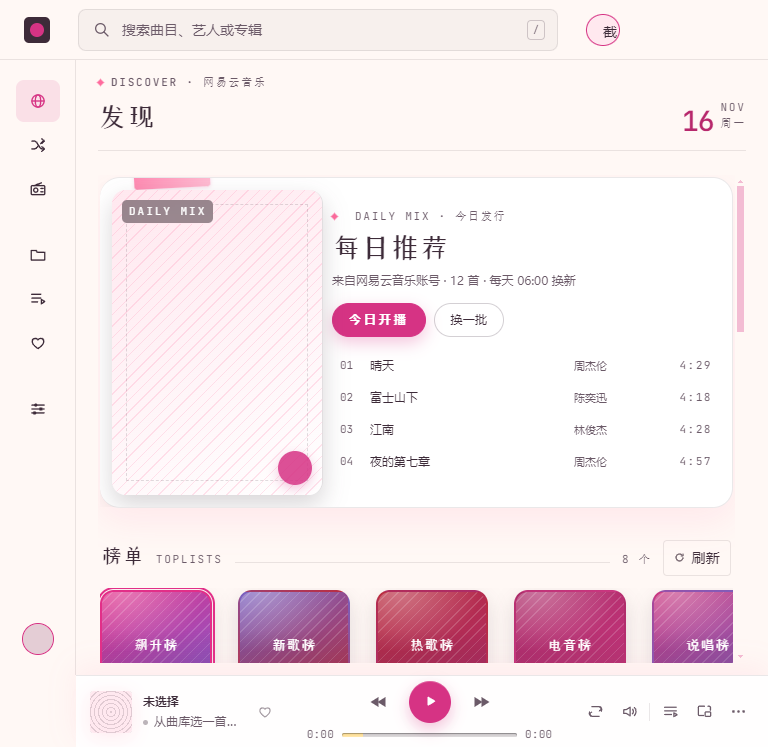 搜索曲目、艺人或专辑 /
截
DISCOVER · 网易云音乐
发现
16 NOV 周一
DAILY MIX
DAILY MIX · 今日发行
每日推荐
来自网易云音乐账号 · 12 首 · 每天 06:00 换新
今日开播 换一批
01 晴天 周杰伦 4:29
02 富士山下 陈奕迅 4:18
03 江南 林俊杰 4:28
04 夜的第七章 周杰伦 4:57
榜单 TOPLISTS 8 个 刷新
飙升榜 新歌榜 热歌榜 电音榜 说唱榜
未选择
从曲库选一首...
0:00 0:00